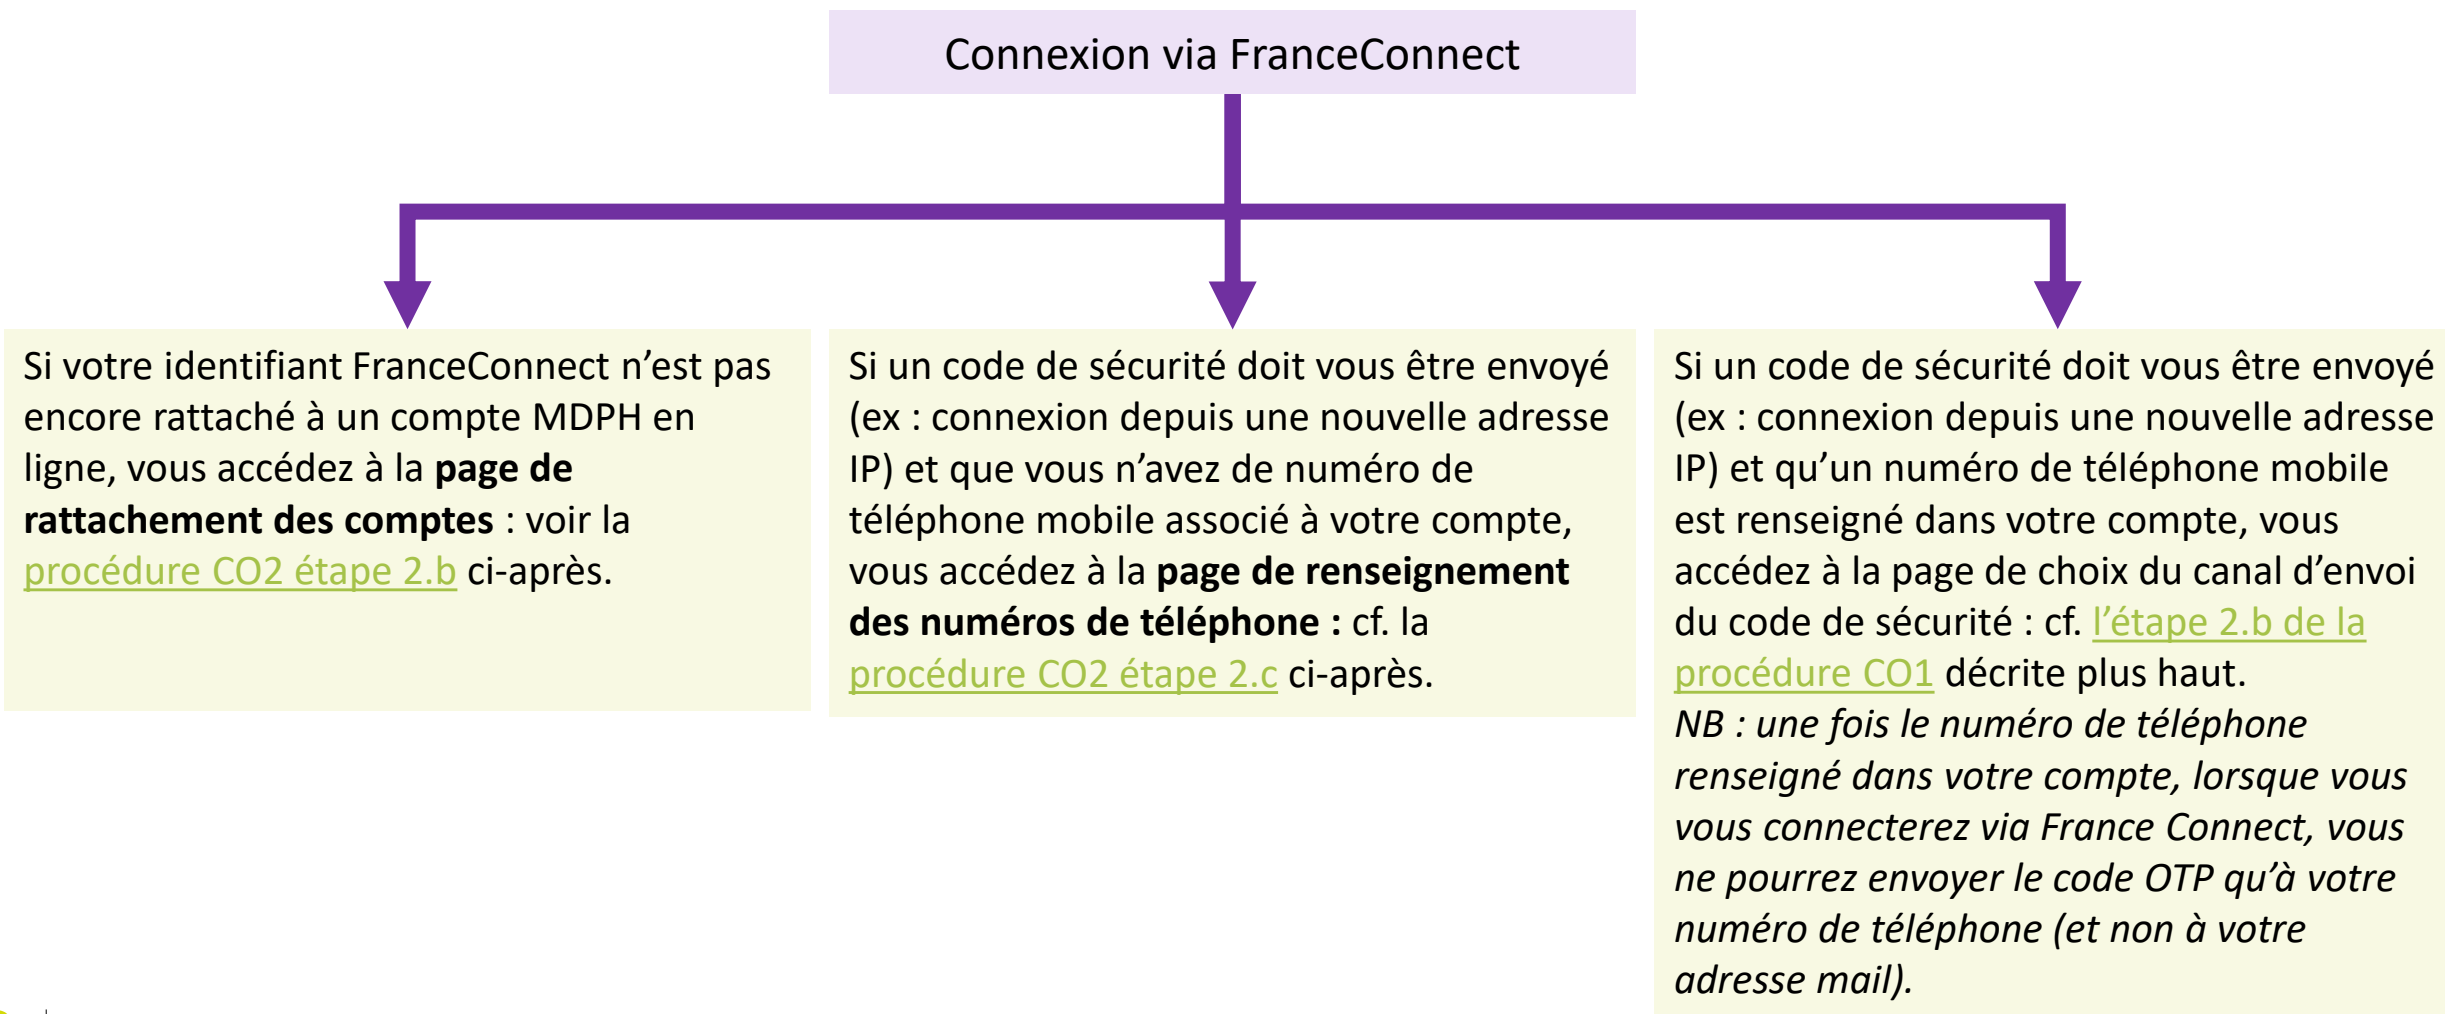 Connexion via FranceConnect
Si votre identifiant FranceConnect n’est pas
encore rattaché à un compte MDPH en
ligne, vous accédez à la page de
rattachement des comptes : voir la
procédure CO2 étape 2.b ci-après.
Si un code de sécurité doit vous être envoyé
(ex : connexion depuis une nouvelle adresse
IP) et que vous n’avez de numéro de
téléphone mobile associé à votre compte,
vous accédez à la page de renseignement
des numéros de téléphone : cf. la
procédure CO2 étape 2.c ci-après.
Si un code de sécurité doit vous être envoyé
(ex : connexion depuis une nouvelle adresse
IP) et qu’un numéro de téléphone mobile
est renseigné dans votre compte, vous
accédez à la page de choix du canal d’envoi
du code de sécurité : cf. l’étape 2.b de la
procédure CO1 décrite plus haut.
NB : une fois le numéro de téléphone
renseigné dans votre compte, lorsque vous
vous connecterez via France Connect, vous
ne pourrez envoyer le code OTP qu’à votre
numéro de téléphone (et non à votre
adresse mail).